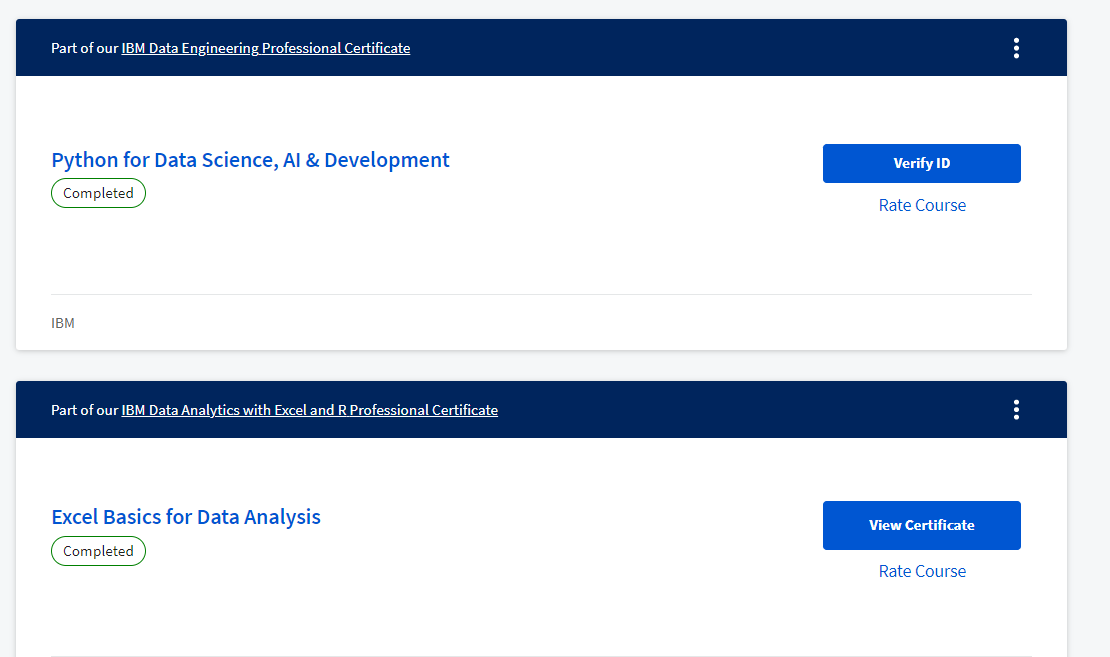 Part of our IBM Data Engineering Professional Certificate
Python for Data Science, AI & Development
Completed
Verify ID
Rate Course
IBM
Part of our IBM Data Analytics with Excel and R Professional Certificate
Excel Basics for Data Analysis
Completed
View Certificate
Rate Course